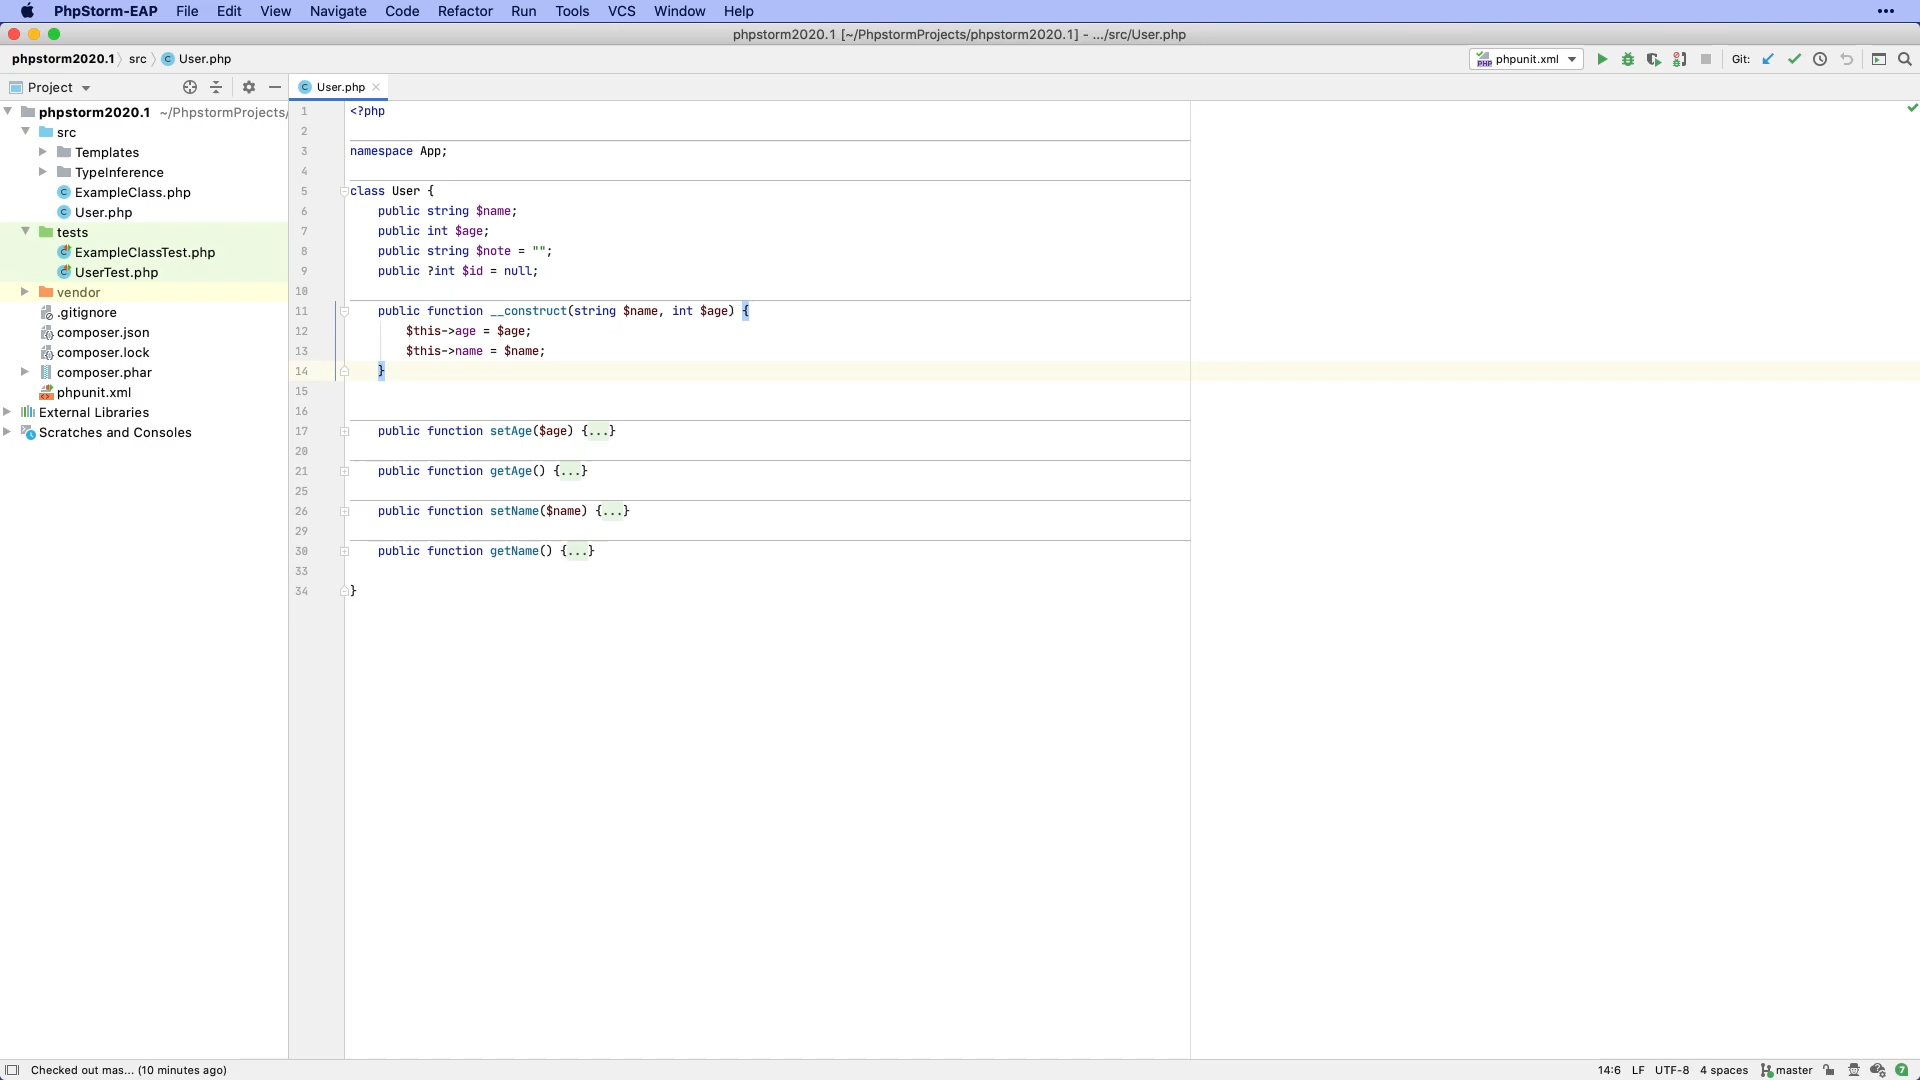 PhpStorm-EAP File Edit View Navigate Code Refactor Run Tools VCS Window Help
phpstorm2020.1 [~/PhpstormProjects/phpstorm2020.1] - .../src/User.php
phpstorm2020.1 src User.php phpunit.xml Git:
Project User.php
phpstorm2020.1 ~/PhpstormProjects/
src
Templates
TypeInference
ExampleClass.php
User.php
tests
ExampleClassTest.php
UserTest.php
vendor
.gitignore
composer.json
composer.lock
composer.phar
phpunit.xml
External Libraries
Scratches and Consoles
1 <?php
2
3 namespace App;
4
5 class User {
6 public string $name;
7 public int $age;
8 public string $note = "";
9 public ?int $id = null;
10
11 public function __construct(string $name, int $age) {
12 $this->age = $age;
13 $this->name = $name;
14 }
15
16
17 public function setAge($age) {...}
20
21 public function getAge() {...}
25
26 public function setName($name) {...}
29
30 public function getName() {...}
33
34 }
Checked out mas... (10 minutes ago) 14:6 LF UTF-8 4 spaces master 7